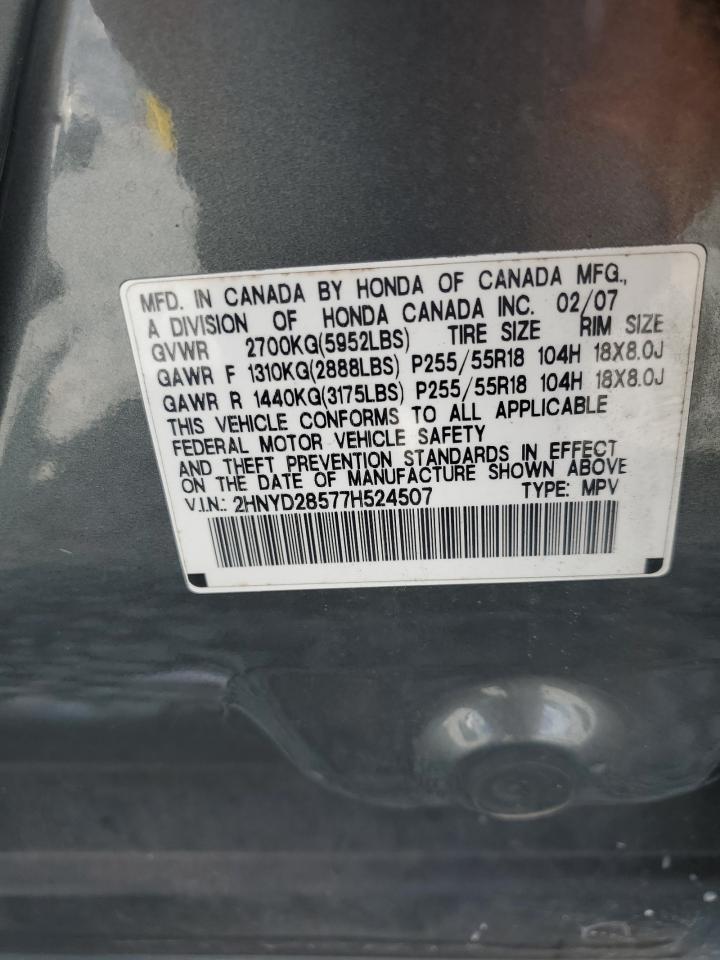 MFD. IN CANADA BY HONDA OF CANADA MFG.,
A DIVISION OF HONDA CANADA INC. 02/07
GVWR 2700KG(5952LBS) TIRE SIZE RIM SIZE
GAWR F 1310KG(2888LBS) P255/55R18 104H 18X8.0J
GAWR R 1440KG(3175LBS) P255/55R18 104H 18X8.0J
THIS VEHICLE CONFORMS TO ALL APPLICABLE
FEDERAL MOTOR VEHICLE SAFETY
AND THEFT PREVENTION STANDARDS IN EFFECT
ON THE DATE OF MANUFACTURE SHOWN ABOVE
V.I.N.: 2HNYD28577H524507 TYPE: MPV